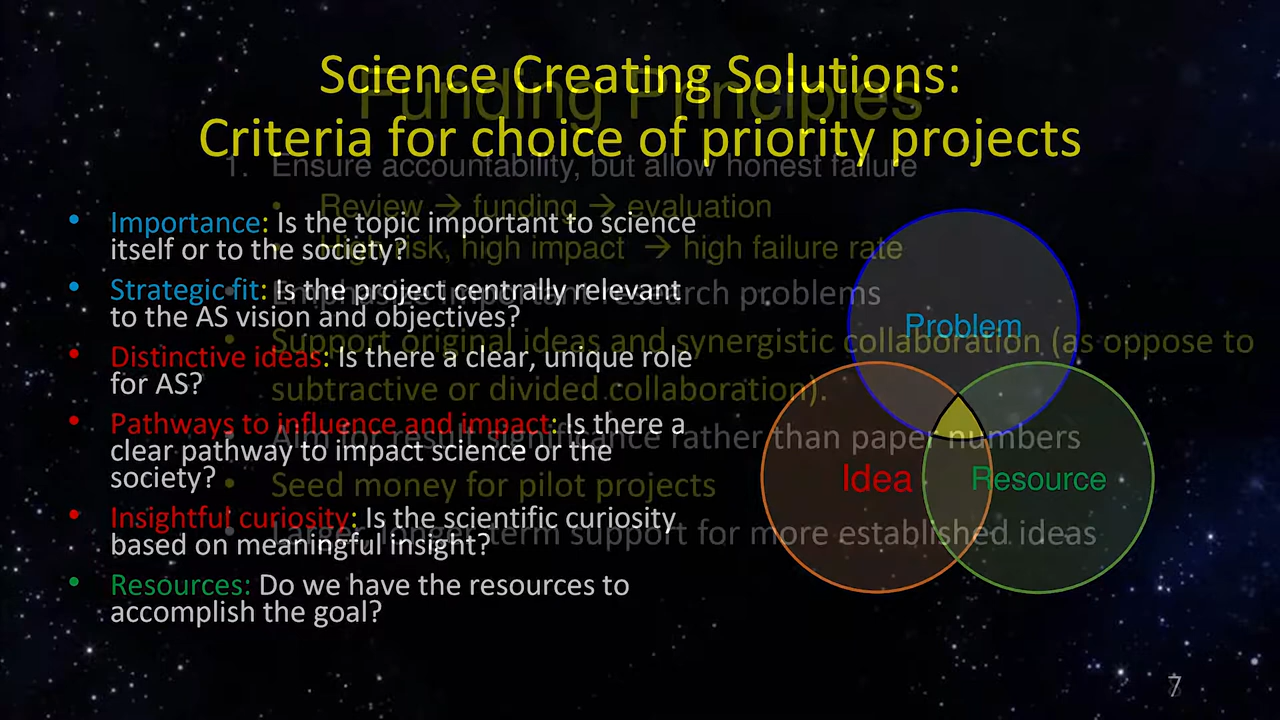 Science Creating Solutions:
Criteria for choice of priority projects
• Importance: Is the topic important to science
itself or to the society?
• Strategic fit: Is the project centrally relevant
to the AS vision and objectives?
• Distinctive ideas: Is there a clear, unique role
for AS?
• Pathways to influence and impact: Is there a
clear pathway to impact science or the
society?
• Insightful curiosity: Is the scientific curiosity
based on meaningful insight?
• Resources: Do we have the resources to
accomplish the goal?
Problem
Idea
Resource
Funding Principles
1. Ensure accountability, but allow honest failure
• Review → funding → evaluation
• High risk, high impact → high failure rate
• Emphasize important research problems
• Support original ideas and synergistic collaboration (as oppose to
subtractive or divided collaboration).
Aim for result significance rather than paper numbers
• Seed money for pilot projects
• Larger, longer term support for more established ideas
7